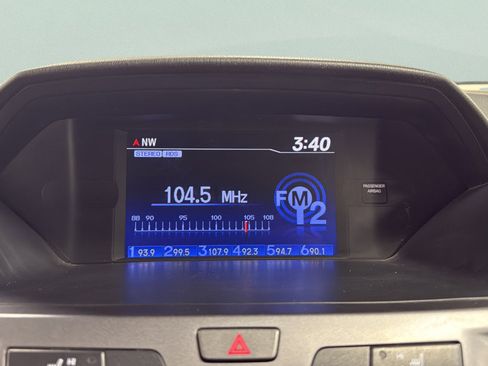 NW 3:40
STEREO RDS
104.5 MHz
FM 2
88 90 95 100 105 108
1 93.9 2 99.5 3 107.9 4 92.3 5 94.7 6 90.1
PASSENGER
AIRBAG